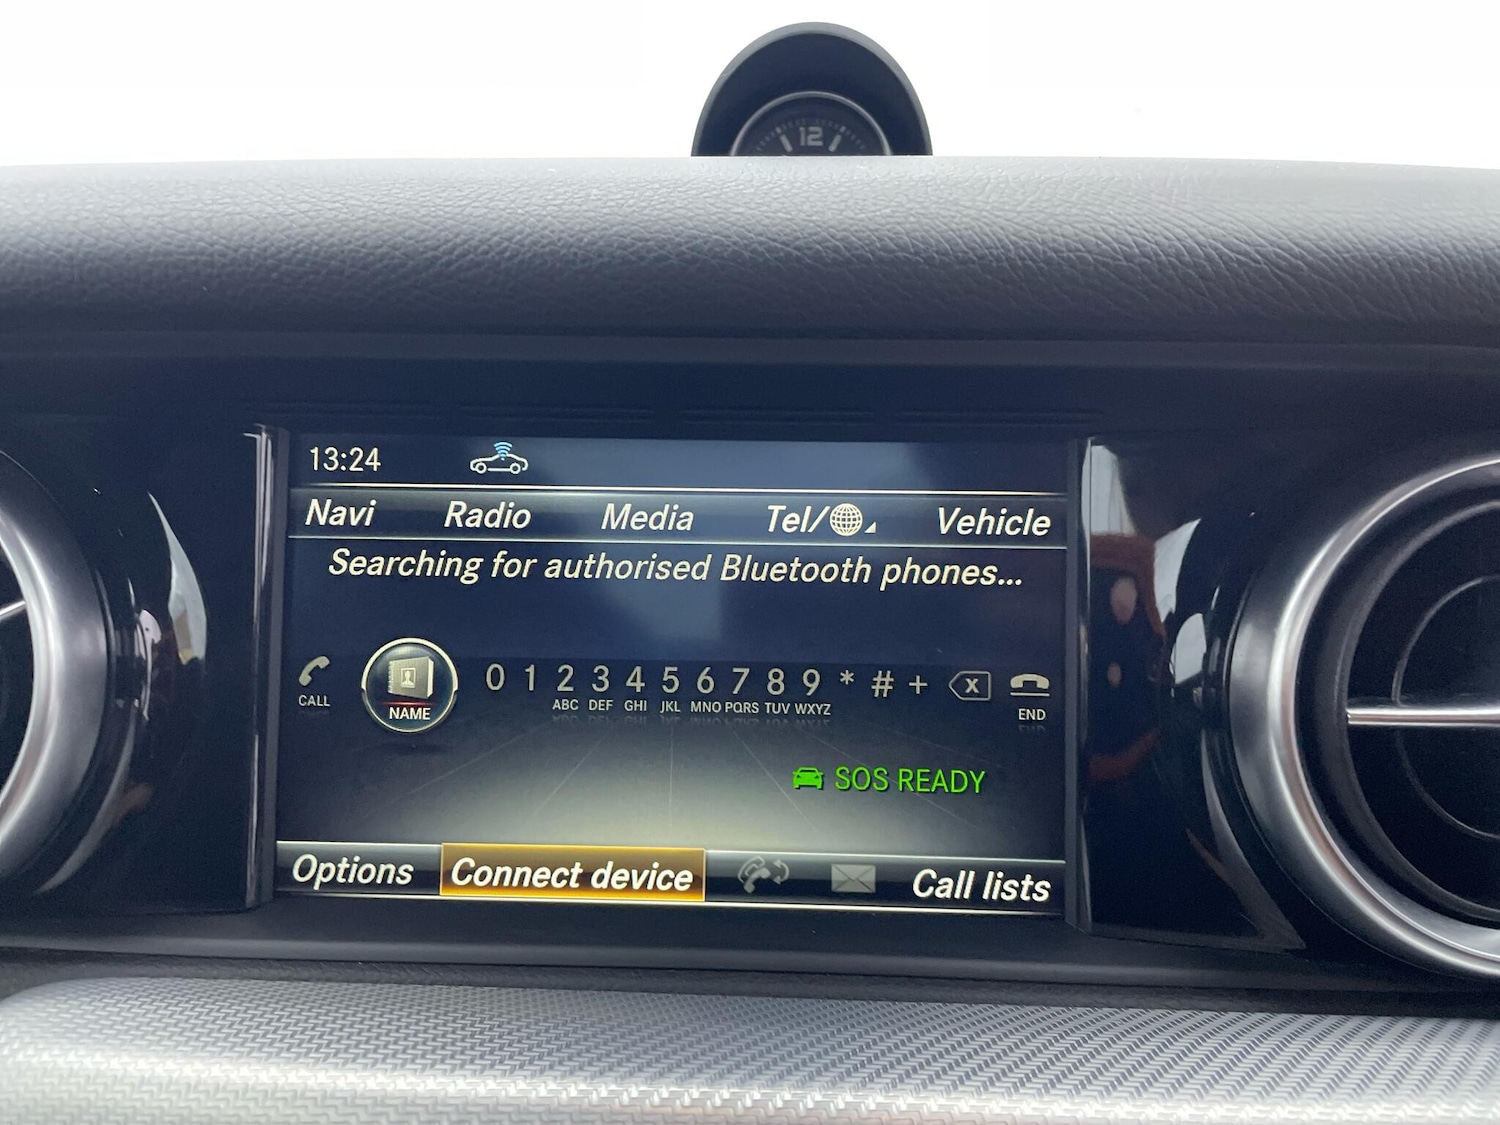 12
13:24
Navi Radio Media Tel/ Vehicle
Searching for authorised Bluetooth phones...
CALL NAME 0 1 2 3 4 5 6 7 8 9 * # + X END
ABC DEF GHI JKL MNO PQRS TUV WXYZ
SOS READY
Options Connect device Call lists